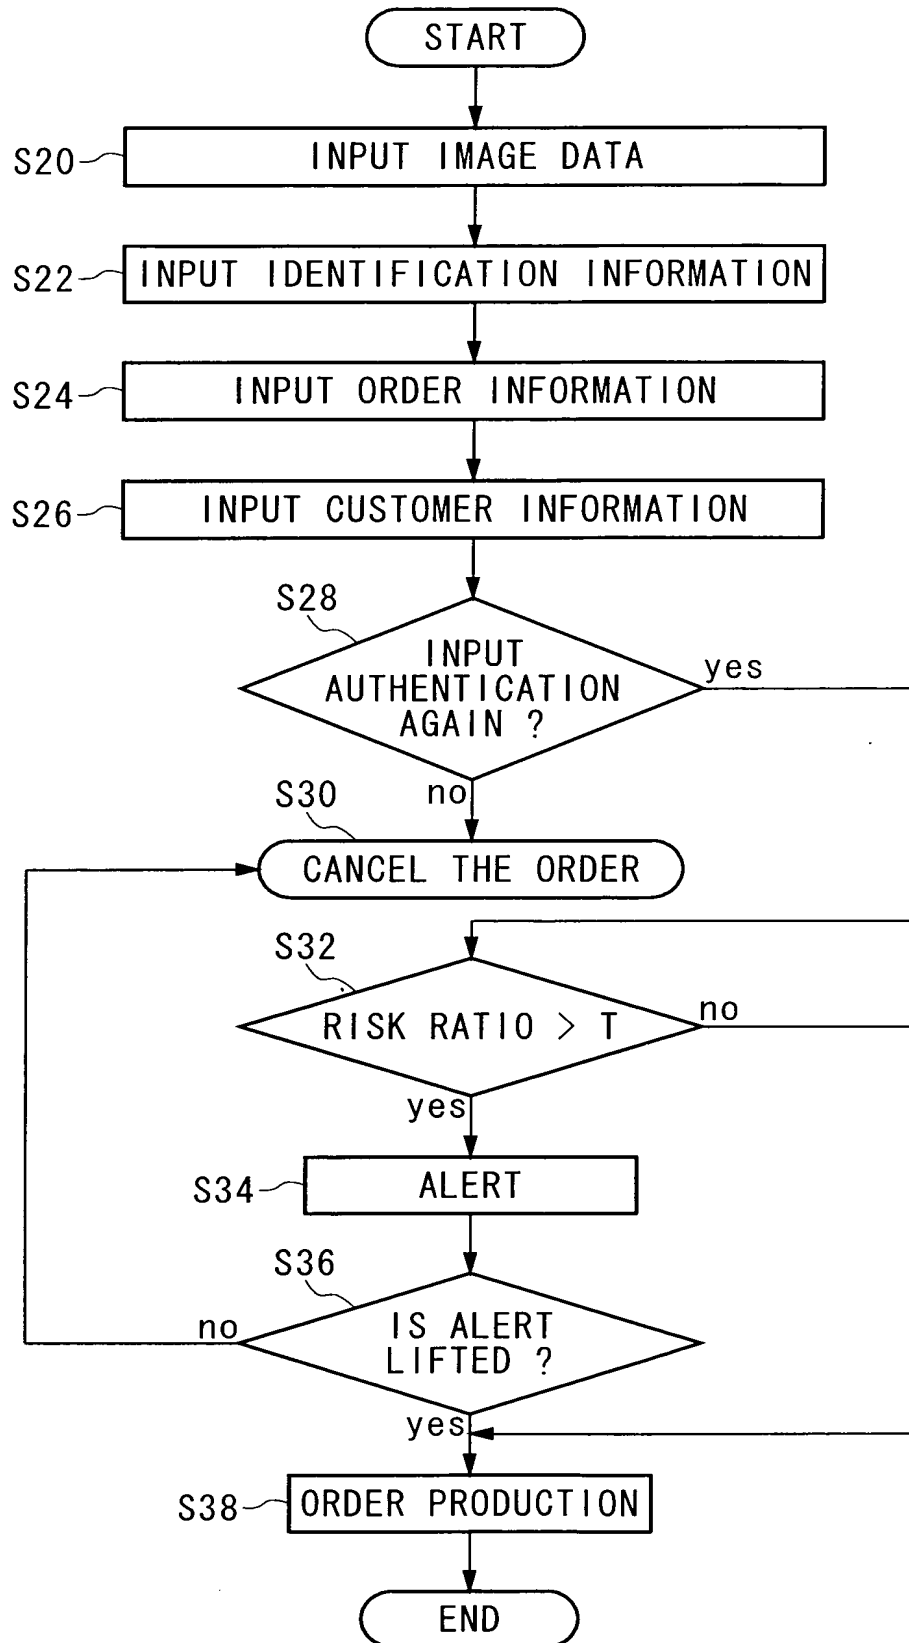 START
S20
INPUT IMAGE DATA
S22
INPUT IDENTIFICATION INFORMATION
S24
INPUT ORDER INFORMATION
S26
INPUT CUSTOMER INFORMATION
S28
INPUT
AUTHENTICATION
AGAIN ?
yes
no
S30
CANCEL THE ORDER
S32
RISK RATIO > T
no
yes
S34
ALERT
S36
no
IS ALERT
LIFTED ?
yes
S38
ORDER PRODUCTION
END